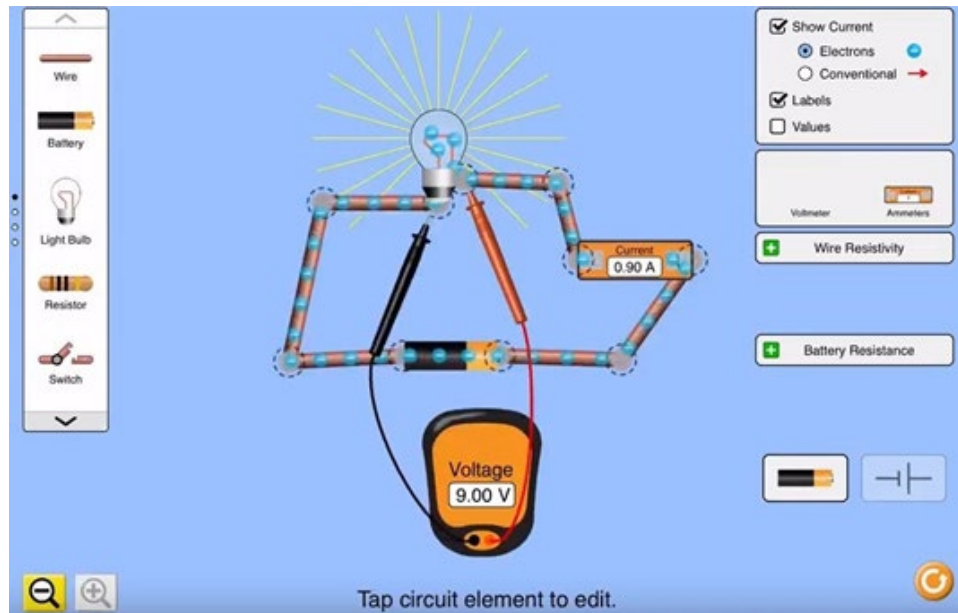 Wire
Battery
Light Bulb
Resistor
Switch
Current
0.90 A
Voltage
9.00 V
Tap circuit element to edit.
Show Current
Electrons
Conventional
Labels
Values
Voltmeter
Ammeters
Wire Resistivity
Battery Resistance